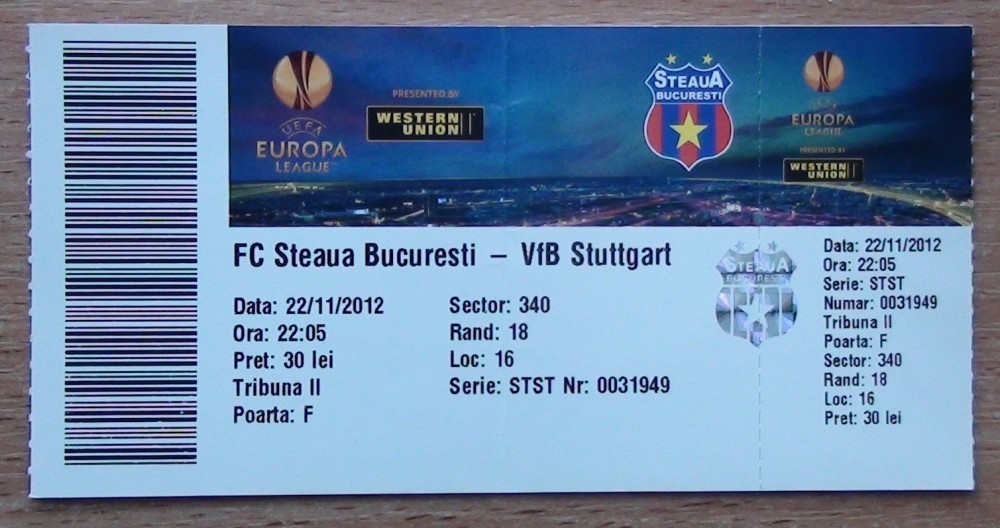 UEFA
EUROPA
LEAGUE
PRESENTED BY
WESTERN
UNION
STEAUA
BUCURESTI
UEFA
EUROPA
LEAGUE
PRESENTED BY
WESTERN
UNION
FC Steaua Bucuresti – VfB Stuttgart
Data: 22/11/2012
Ora: 22:05
Pret: 30 lei
Tribuna II
Poarta: F
Sector: 340
Rand: 18
Loc: 16
Serie: STST Nr: 0031949
STEAUA
BUCURESTI
Data: 22/11/2012
Ora: 22:05
Serie: STST
Numar: 0031949
Tribuna II
Poarta: F
Sector: 340
Rand: 18
Loc: 16
Pret: 30 lei